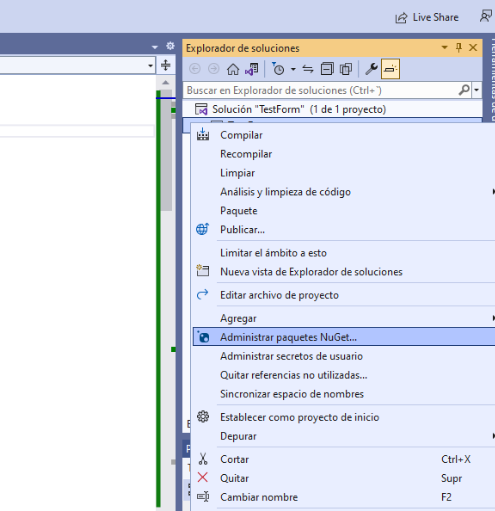 Live Share
Explorador de soluciones
Buscar en Explorador de soluciones (Ctrl+`)
Solución "TestForm" (1 de 1 proyecto)
Compilar
Recompilar
Limpiar
Análisis y limpieza de código
Paquete
Publicar...
Limitar el ámbito a esto
Nueva vista de Explorador de soluciones
Editar archivo de proyecto
Agregar
Administrar paquetes NuGet...
Administrar secretos de usuario
Quitar referencias no utilizadas...
Sincronizar espacio de nombres
Establecer como proyecto de inicio
Depurar
Cortar Ctrl+X
Quitar Supr
Cambiar nombre F2